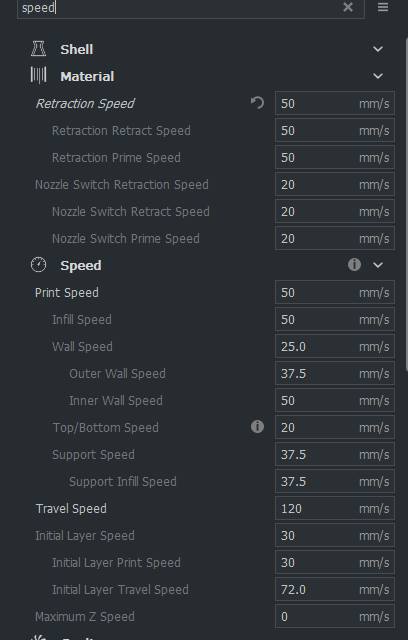 speed
Shell
Material
Retraction Speed 50 mm/s
Retraction Retract Speed 50 mm/s
Retraction Prime Speed 50 mm/s
Nozzle Switch Retraction Speed 20 mm/s
Nozzle Switch Retract Speed 20 mm/s
Nozzle Switch Prime Speed 20 mm/s
Speed
Print Speed 50 mm/s
Infill Speed 50 mm/s
Wall Speed 25.0 mm/s
Outer Wall Speed 37.5 mm/s
Inner Wall Speed 50 mm/s
Top/Bottom Speed 20 mm/s
Support Speed 37.5 mm/s
Support Infill Speed 37.5 mm/s
Travel Speed 120 mm/s
Initial Layer Speed 30 mm/s
Initial Layer Print Speed 30 mm/s
Initial Layer Travel Speed 72.0 mm/s
Maximum Z Speed 0 mm/s